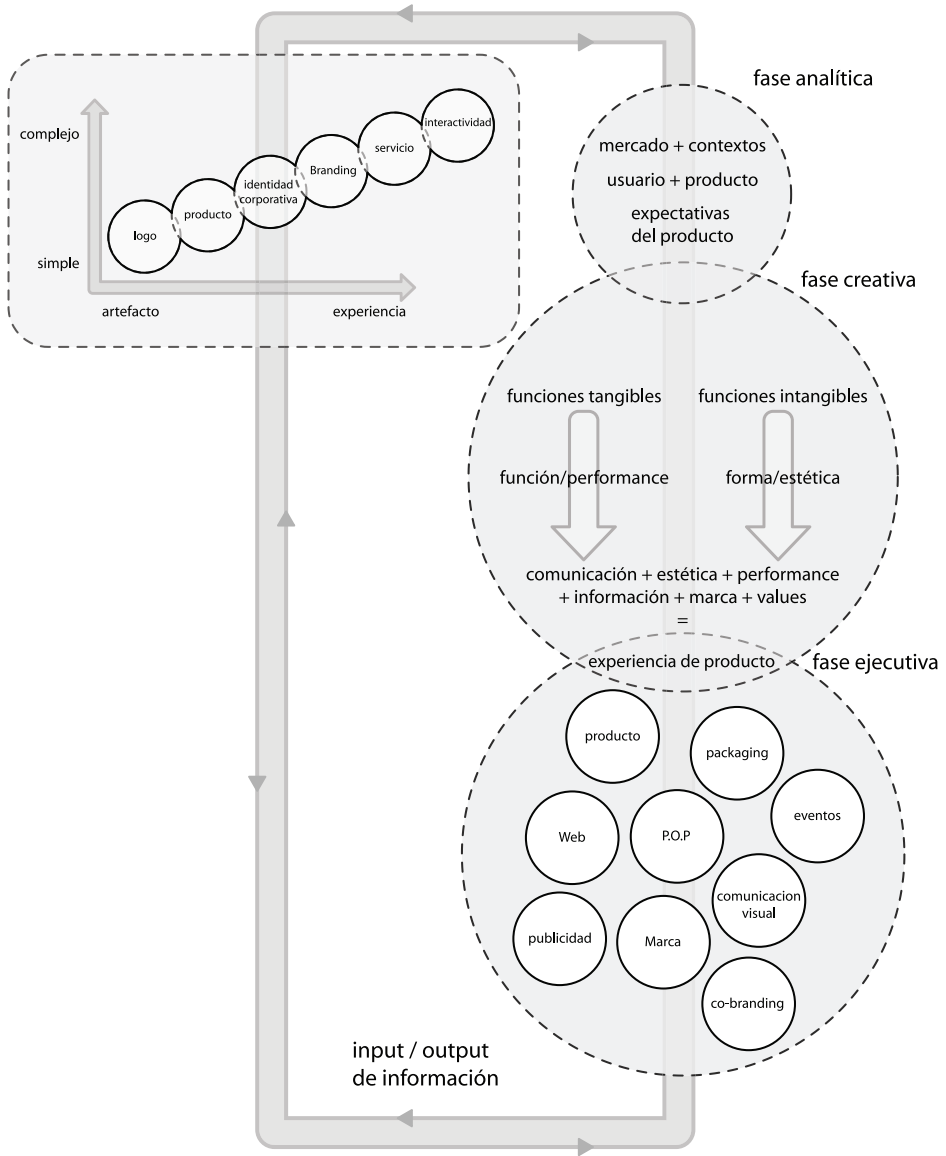 complejo
simple
artefacto
experiencia
logo
producto
identidad
corporativa
Branding
servicio
interactividad
fase analítica
mercado + contextos
usuario + producto
expectativas
del producto
fase creativa
funciones tangibles
funciones intangibles
función/performance
forma/estética
comunicación + estética + performance
+ información + marca + values
=
experiencia de producto
fase ejecutiva
producto
packaging
eventos
Web
P.O.P
comunicacion
visual
publicidad
Marca
co-branding
input / output
de información